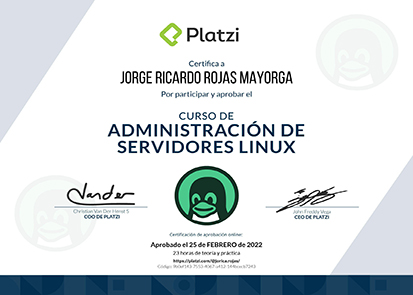 Platzi
Certifica a
JORGE RICARDO ROJAS MAYORGA
Por participar y aprobar el
CURSO DE
ADMINISTRACIÓN DE
SERVIDORES LINUX
Christian Van Der Henst S
COO DE PLATZI
John Freddy Vega
CEO DE PLATZI
Certificación de aprobación online:
Aprobado el 25 de FEBRERO de 2022
23 horas de teoría y práctica
Código: